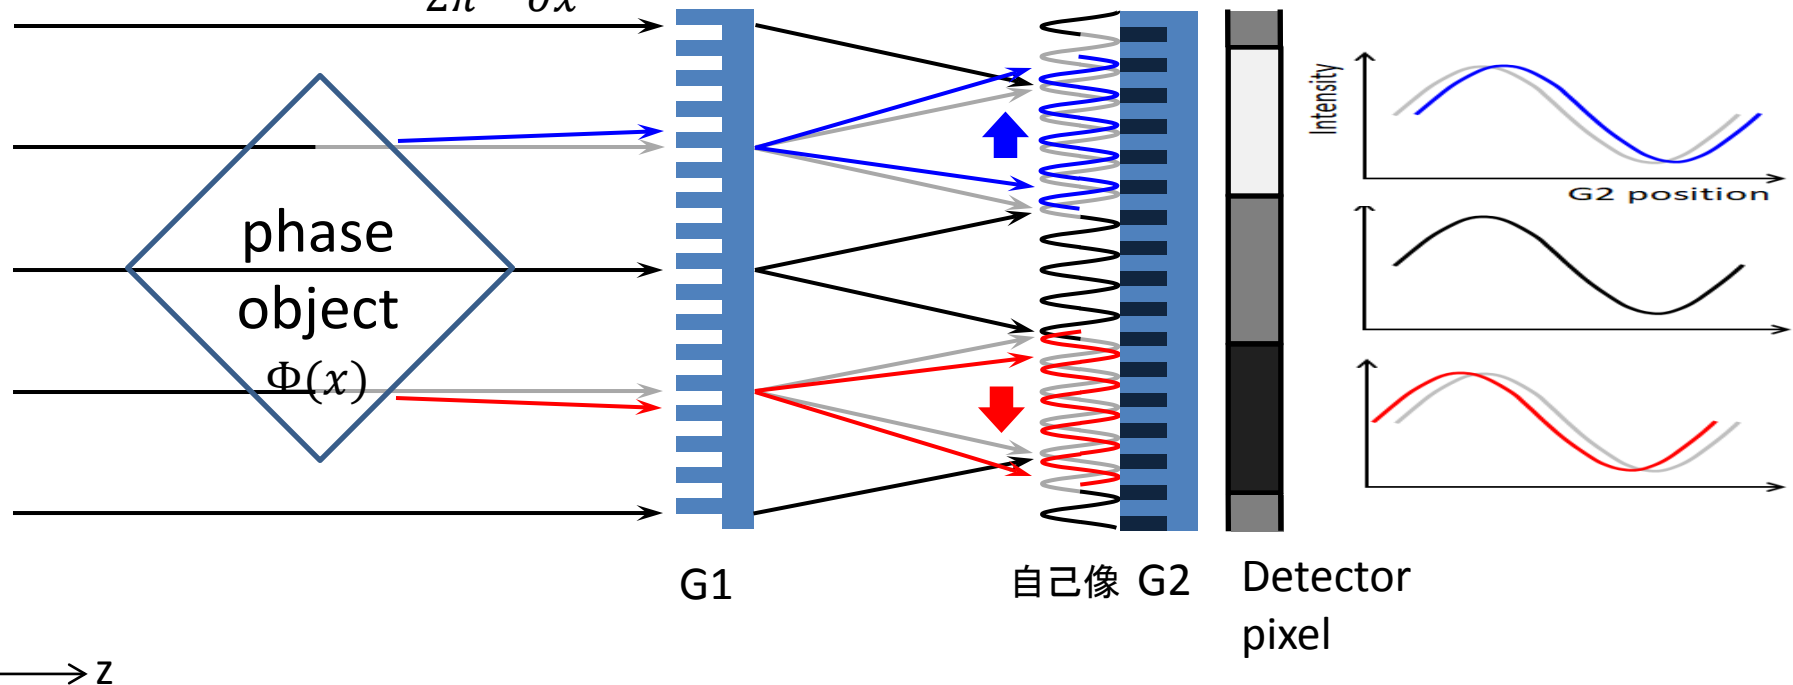 phase
object
Φ(x)
Intensity
G2 position
G1
自己像
G2
Detector
pixel
z